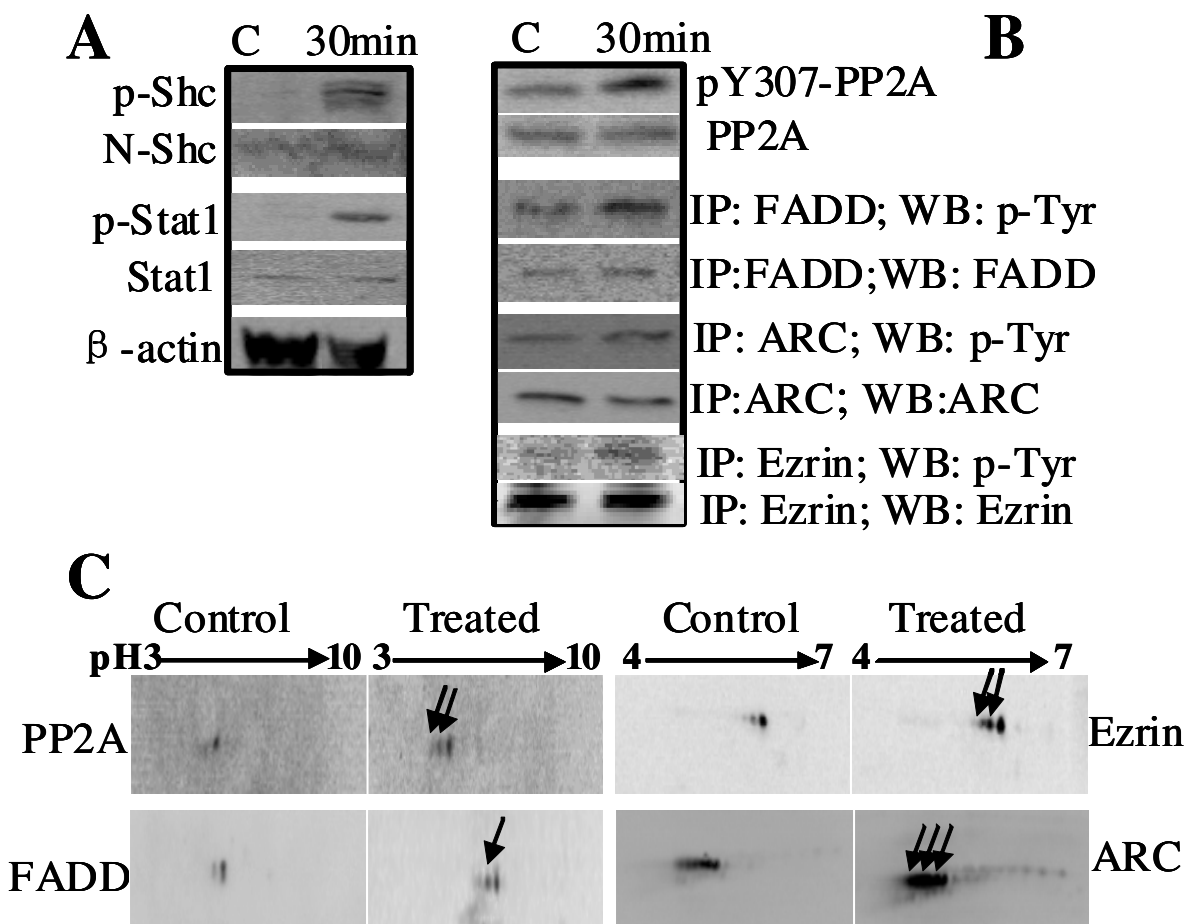 A
C 30min
p-Shc
N-Shc
p-Stat1
Stat1
β-actin
B
C 30min
pY307-PP2A
PP2A
IP: FADD; WB: p-Tyr
IP:FADD;WB: FADD
IP: ARC; WB: p-Tyr
IP:ARC; WB:ARC
IP: Ezrin; WB: p-Tyr
IP: Ezrin; WB: Ezrin
C
Control Treated Control Treated
pH3 10 3 10 4 7 4 7
PP2A Ezrin
FADD ARC